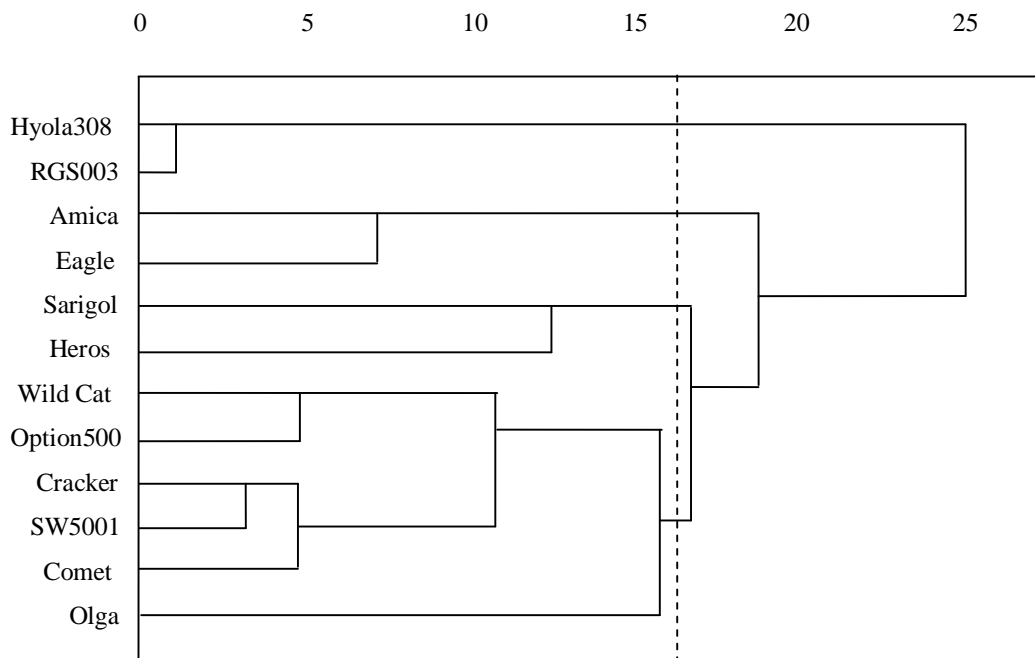 0 5 10 15 20 25
Hyola308
RGS003
Amica
Eagle
Sarigol
Heros
Wild Cat
Option500
Cracker
SW5001
Comet
Olga